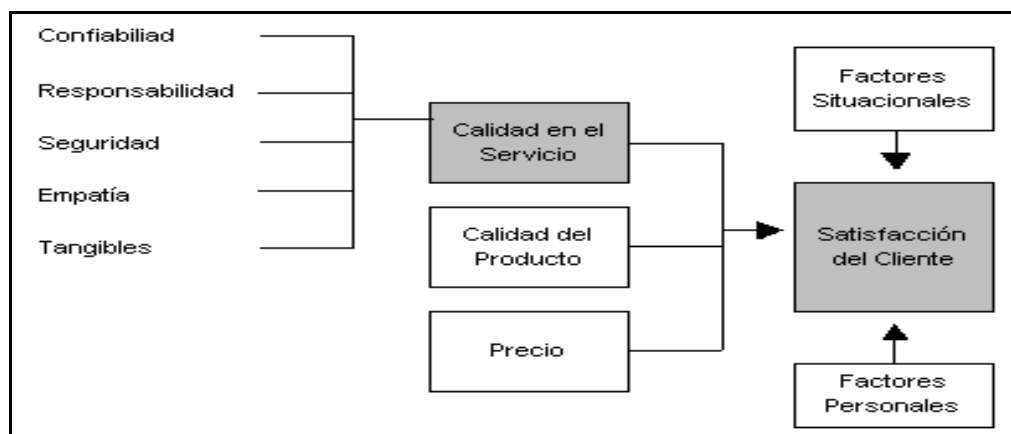 Confiabiliad
Responsabilidad
Seguridad
Empatía
Tangibles
Calidad en el
Servicio
Calidad del
Producto
Precio
Factores
Situacionales
Satisfacción
del Cliente
Factores
Personales